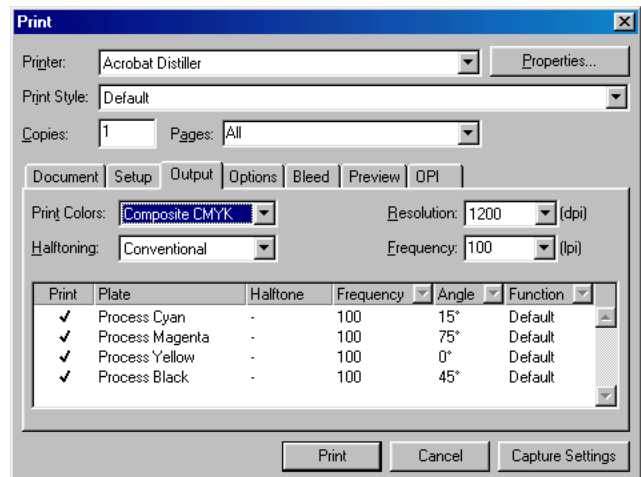 Print
Printer: Acrobat Distiller Properties...
Print Style: Default
Copies: 1 Pages: All
Document Setup Output Options Bleed Preview OPI
Print Colors: Composite CMYK Resolution: 1200 (dpi)
Halftoning: Conventional Frequency: 100 (lpi)
Print Plate Halftone Frequency Angle Function
✓ Process Cyan - 100 15° Default
✓ Process Magenta - 100 75° Default
✓ Process Yellow - 100 0° Default
✓ Process Black - 100 45° Default
Print Cancel Capture Settings